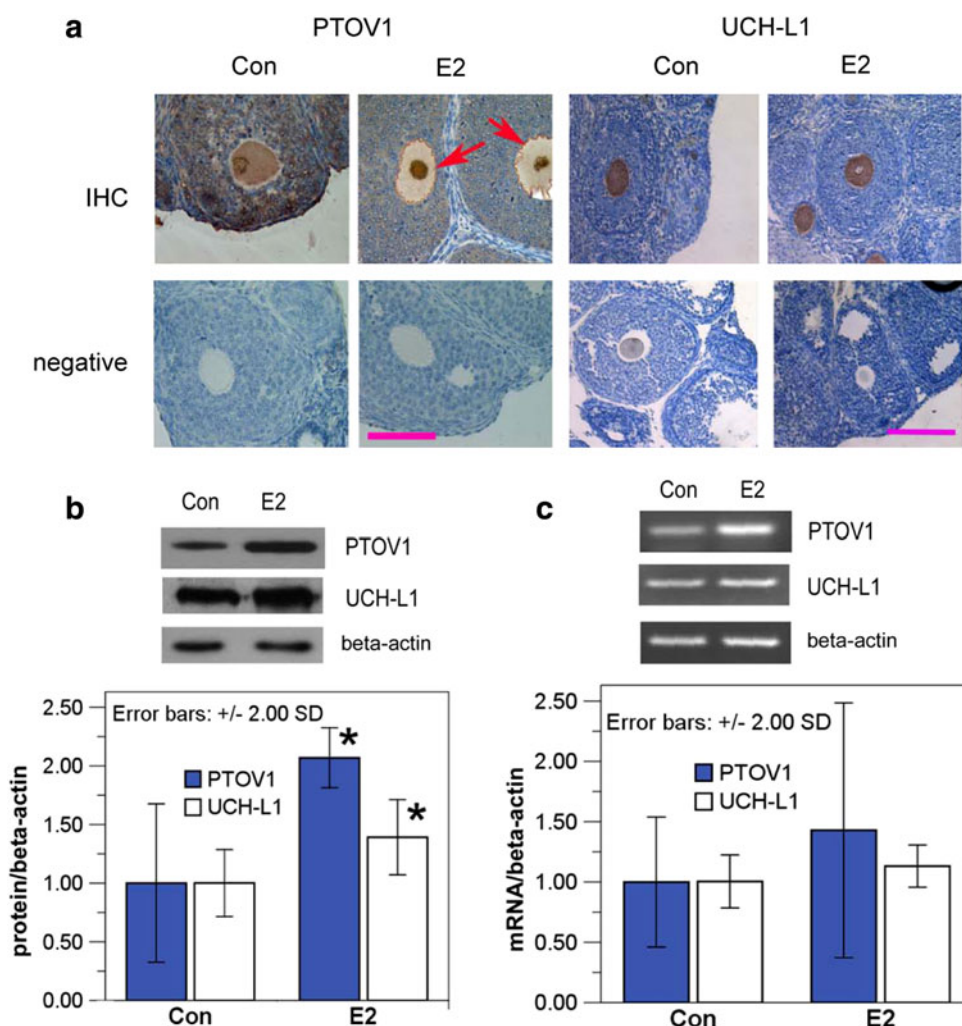 a
PTOV1 UCH-L1
Con E2 Con E2
IHC
negative
b
Con E2
PTOV1
UCH-L1
beta-actin
protein/beta-actin
2.50
2.00
1.50
1.00
0.50
0.00
Error bars: +/- 2.00 SD
PTOV1
UCH-L1
*
*
Con E2
c
Con E2
PTOV1
UCH-L1
beta-actin
mRNA/beta-actin
2.50
2.00
1.50
1.00
0.50
0.00
Error bars: +/- 2.00 SD
PTOV1
UCH-L1
Con E2